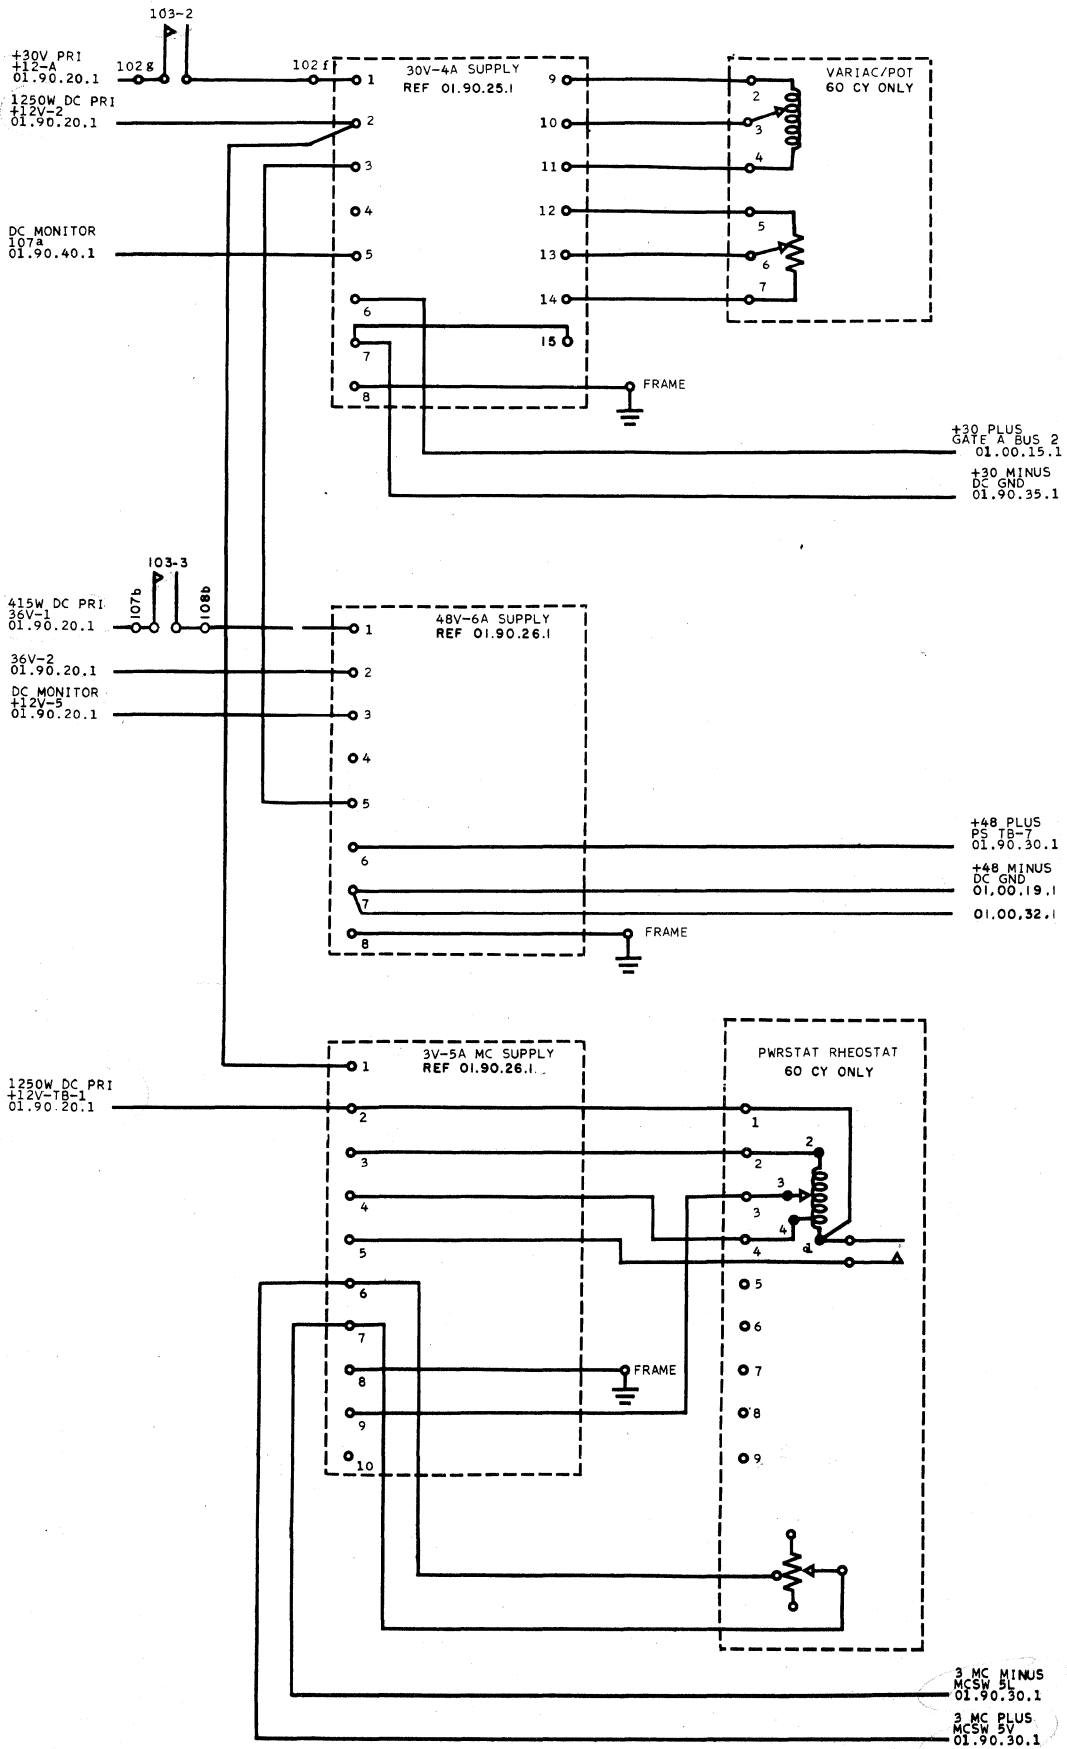 103-2
+30V PRI
+12-A
01.90.20.1
102g
102f
1250W DC PRI
+12V-2
01.90.20.1
DC MONITOR
107a
01.90.40.1
30V-4A SUPPLY
REF 01.90.25.1
1
2
3
4
5
6
7
8
9
10
11
12
13
14
15
VARIAC/POT
60 CY ONLY
2
3
4
5
6
7
FRAME
+30 PLUS
GATE A BUS 2
01.00.15.1
+30 MINUS
DC GND
01.90.35.1
103-3
415W DC PRI
36V-1
01.90.20.1
107b
108b
36V-2
01.90.20.1
DC MONITOR
+12V-5
01.90.20.1
48V-6A SUPPLY
REF 01.90.26.1
1
2
3
4
5
6
7
8
FRAME
+48 PLUS
PS TB-7
01.90.30.1
+48 MINUS
DC GND
01.00.19.1
01.00.32.1
1250W DC PRI
+12V-TB-1
01.90.20.1
3V-5A MC SUPPLY
REF 01.90.26.1
1
2
3
4
5
6
7
8
9
10
FRAME
PWRSTAT RHEOSTAT
60 CY ONLY
1
2
2
3
3
4
4
5
6
7
8
9
3 MC MINUS
MCSW 5L
01.90.30.1
3 MC PLUS
MCSW 5V
01.90.30.1